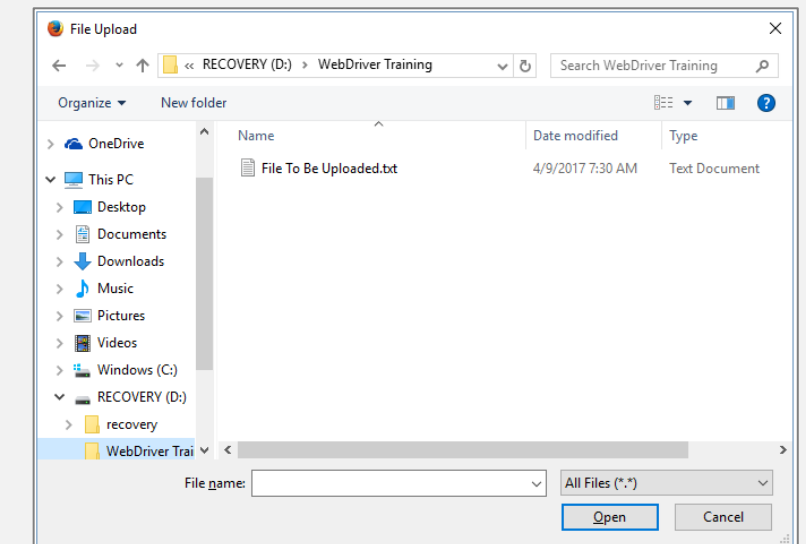 File Upload
« RECOVERY (D:) > WebDriver Training
Search WebDriver Training
Organize
New folder
Name
Date modified
Type
File To Be Uploaded.txt
4/9/2017 7:30 AM
Text Document
OneDrive
This PC
Desktop
Documents
Downloads
Music
Pictures
Videos
Windows (C:)
RECOVERY (D:)
recovery
WebDriver Trai
File name:
All Files (*.*)
Open
Cancel